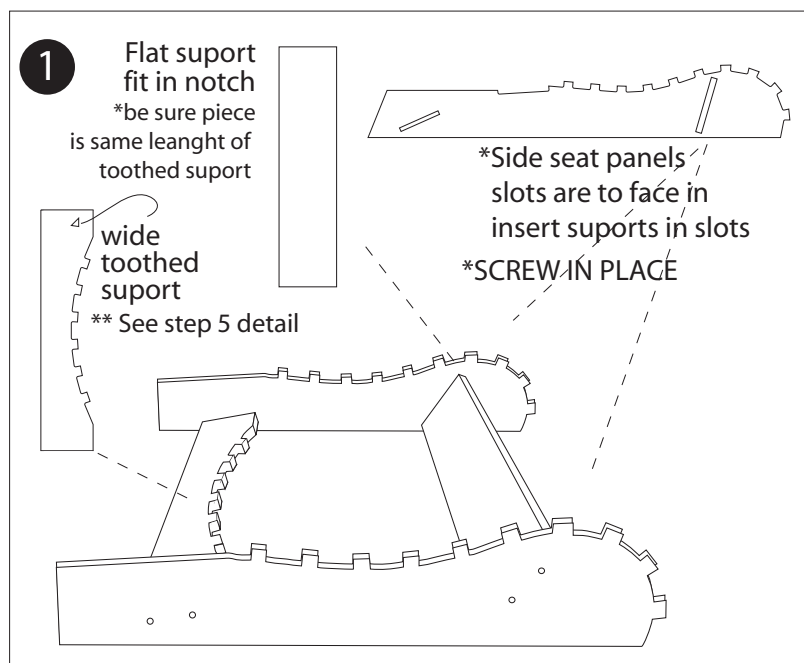 1
Flat suport
fit in notch
*be sure piece
is same leanght of
toothed suport
wide
toothed
suport
** See step 5 detail
*Side seat panels
slots are to face in
insert suports in slots
*SCREW IN PLACE